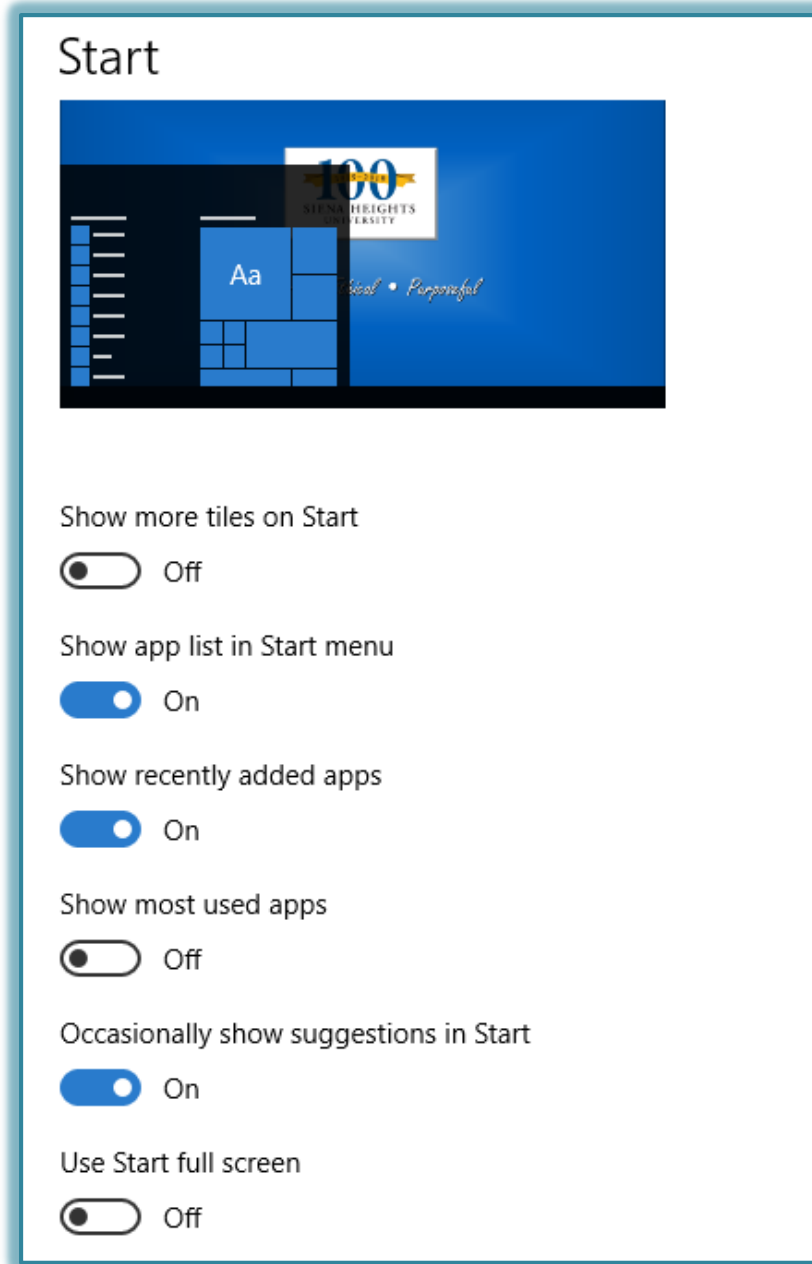 Start
100
SIENA HEIGHTS
UNIVERSITY
Aa
• Purposeful
Show more tiles on Start
Off
Show app list in Start menu
On
Show recently added apps
On
Show most used apps
Off
Occasionally show suggestions in Start
On
Use Start full screen
Off